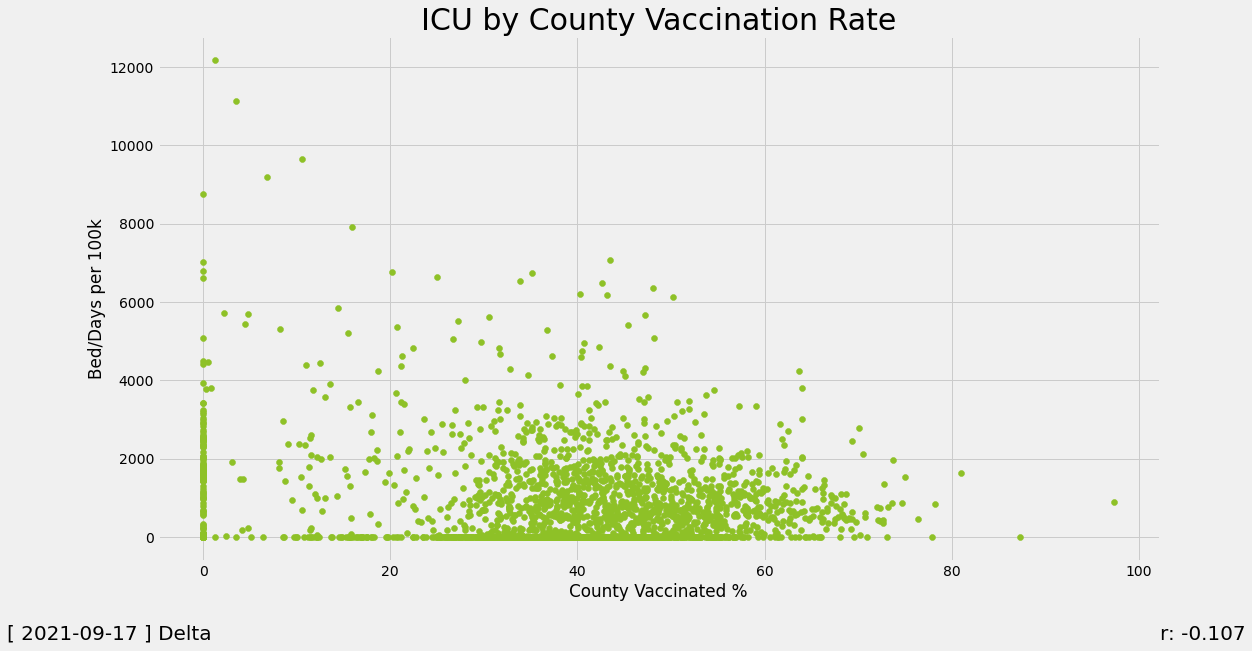 ICU by County Vaccination Rate
12000
10000
8000
6000
4000
2000
0
Bed/Days per 100k
0 20 40 60 80 100
County Vaccinated %
[ 2021-09-17 ] Delta
r: -0.107